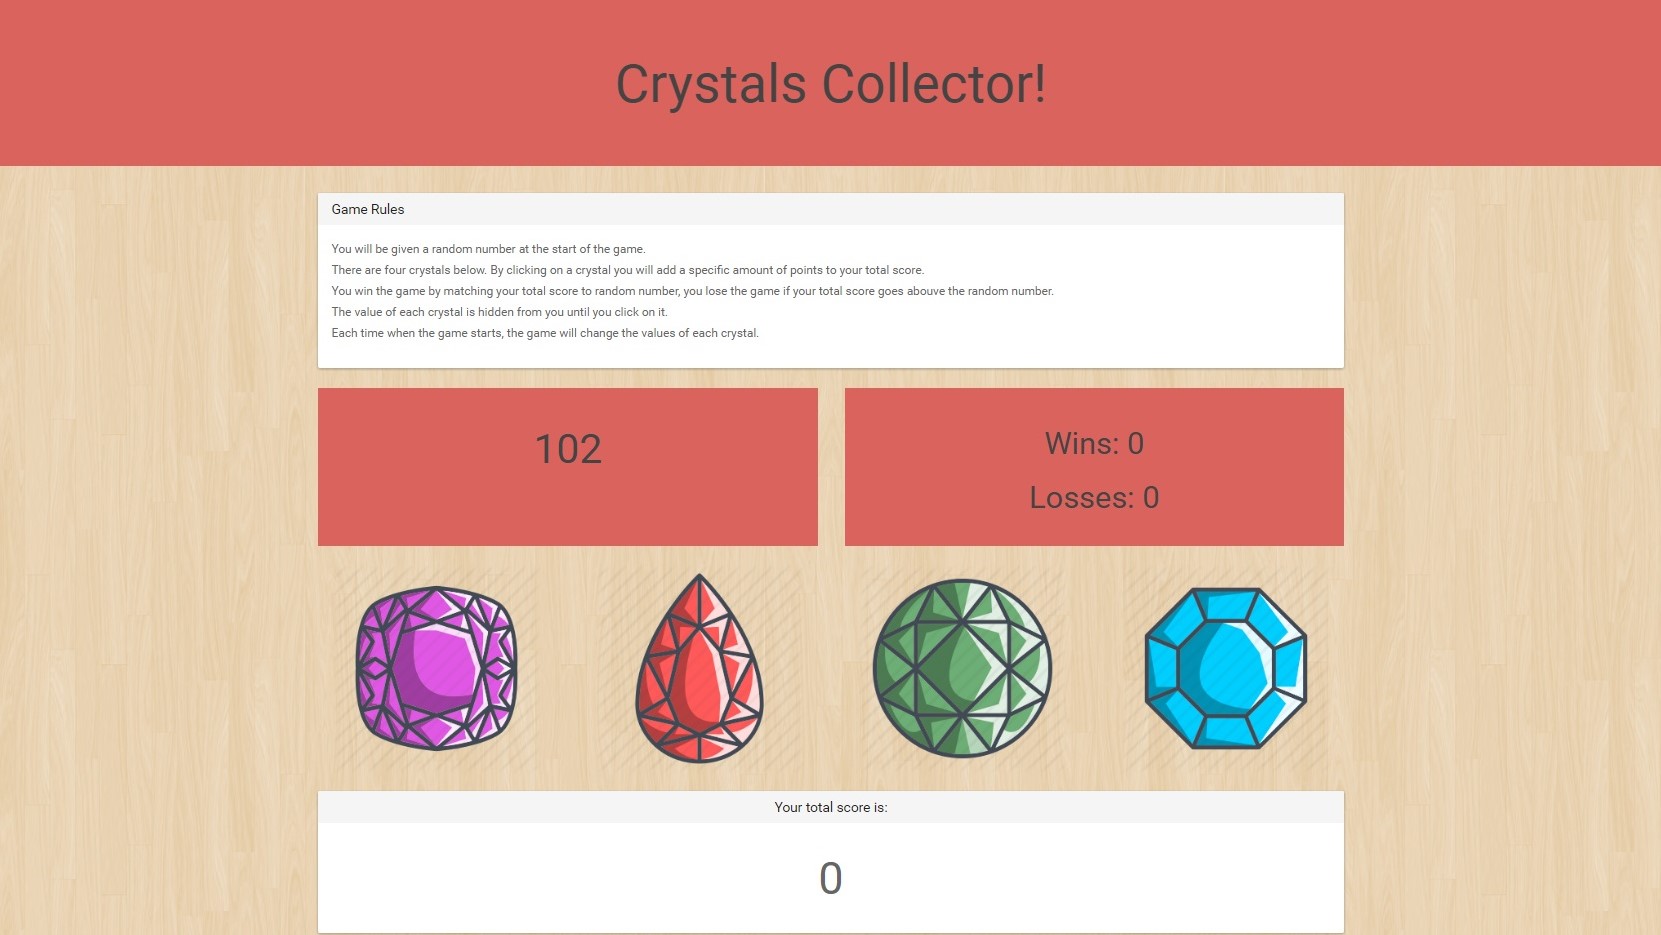 Crystals Collector!
Game Rules
You will be given a random number at the start of the game.
There are four crystals below. By clicking on a crystal you will add a specific amount of points to your total score.
You win the game by matching your total score to random number, you lose the game if your total score goes abouve the random number.
The value of each crystal is hidden from you until you click on it.
Each time when the game starts, the game will change the values of each crystal.
102
Wins: 0
Losses: 0
Your total score is:
0